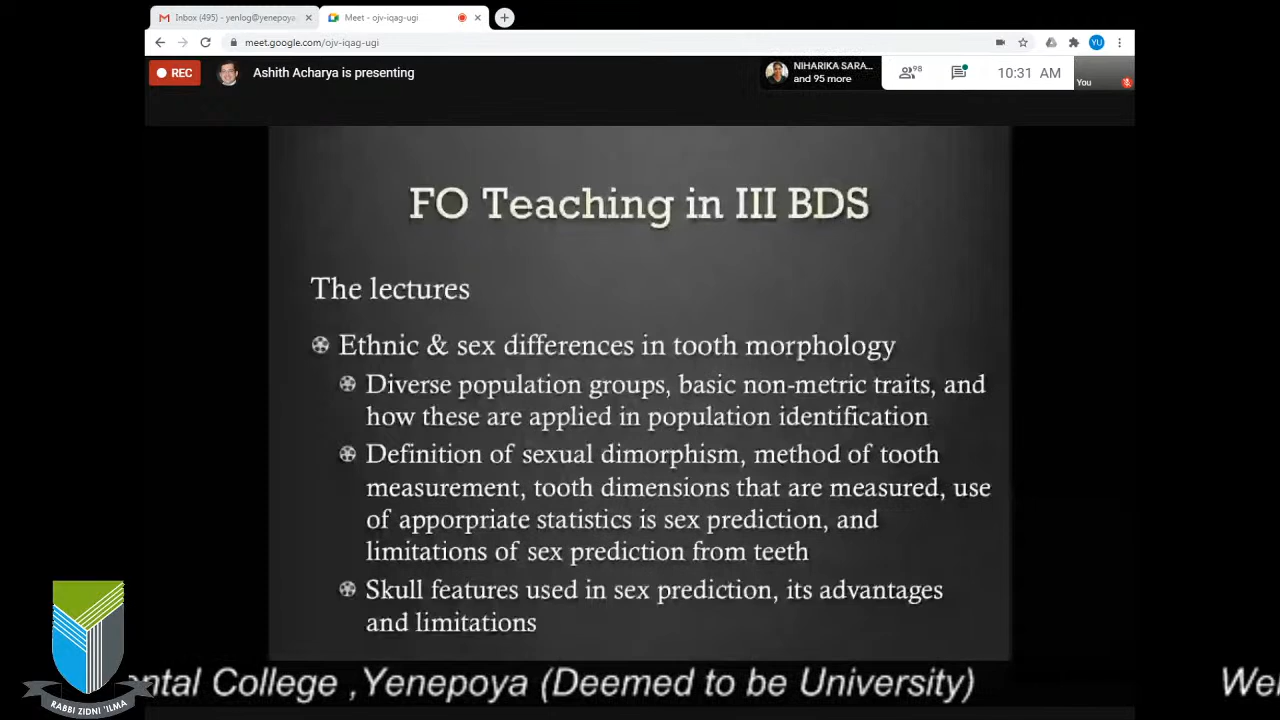 Inbox (495) - yenlog@yenepoya
Meet - ojv-iqag-ugi
meet.google.com/ojv-iqag-ugi
YU
REC
Ashith Acharya is presenting
NIHARIKA SARA...
and 95 more
98
10:31 AM
You
FO Teaching in III BDS
The lectures
Ethnic & sex differences in tooth morphology
Diverse population groups, basic non-metric traits, and
how these are applied in population identification
Definition of sexual dimorphism, method of tooth
measurement, tooth dimensions that are measured, use
of apporpriate statistics is sex prediction, and
limitations of sex prediction from teeth
Skull features used in sex prediction, its advantages
and limitations
ntal College ,Yenepoya (Deemed to be University)
Wel
RABBI ZIDNI 'ILMA